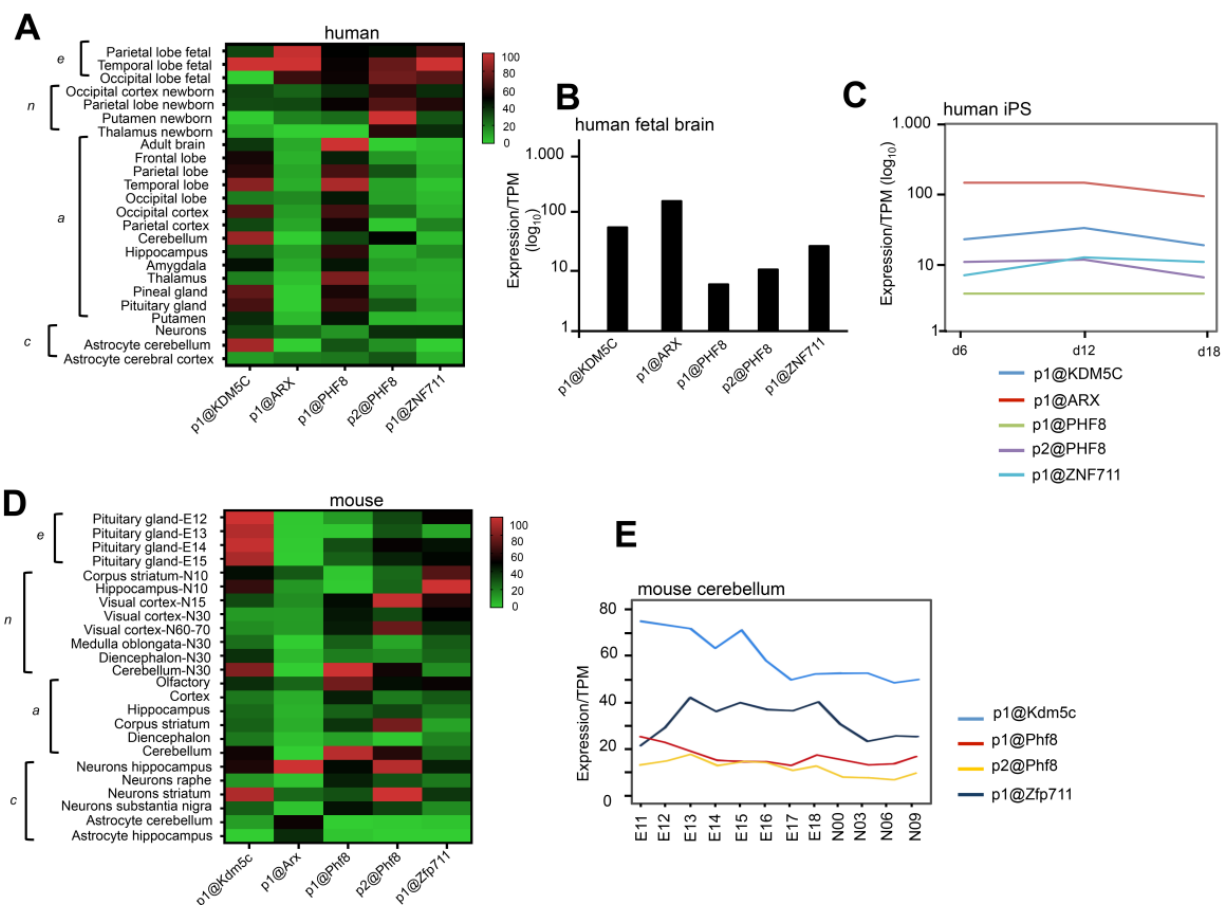 A
human
e
Parietal lobe fetal
Temporal lobe fetal
Occipital lobe fetal
n
Occipital cortex newborn
Parietal lobe newborn
Putamen newborn
Thalamus newborn
a
Adult brain
Frontal lobe
Parietal lobe
Temporal lobe
Occipital lobe
Occipital cortex
Parietal cortex
Cerebellum
Hippocampus
Amygdala
Thalamus
Pineal gland
Pituitary gland
Putamen
c
Neurons
Astrocyte cerebellum
Astrocyte cerebral cortex
p1@KDM5C
p1@ARX
p1@PHF8
p2@PHF8
p1@ZNF711
100
80
60
40
20
0
B
human fetal brain
Expression/TPM
(log10)
1.000
100
10
1
p1@KDM5C
p1@ARX
p1@PHF8
p2@PHF8
p1@ZNF711
C
human iPS
Expression/TPM (log10)
1.000
100
10
1
d6
d12
d18
p1@KDM5C
p1@ARX
p1@PHF8
p2@PHF8
p1@ZNF711
D
mouse
e
Pituitary gland-E12
Pituitary gland-E13
Pituitary gland-E14
Pituitary gland-E15
n
Corpus striatum-N10
Hippocampus-N10
Visual cortex-N15
Visual cortex-N30
Visual cortex-N60-70
Medulla oblongata-N30
Diencephalon-N30
Cerebellum-N30
a
Olfactory
Cortex
Hippocampus
Corpus striatum
Diencephalon
Cerebellum
c
Neurons hippocampus
Neurons raphe
Neurons striatum
Neurons substantia nigra
Astrocyte cerebellum
Astrocyte hippocampus
p1@Kdm5c
p1@Arx
p1@Phf8
p2@Phf8
p1@Zfp711
100
80
60
40
20
0
E
mouse cerebellum
Expression/TPM
80
60
40
20
0
E11
E12
E13
E14
E15
E16
E17
E18
N00
N03
N06
N09
p1@Kdm5c
p1@Phf8
p2@Phf8
p1@Zfp711